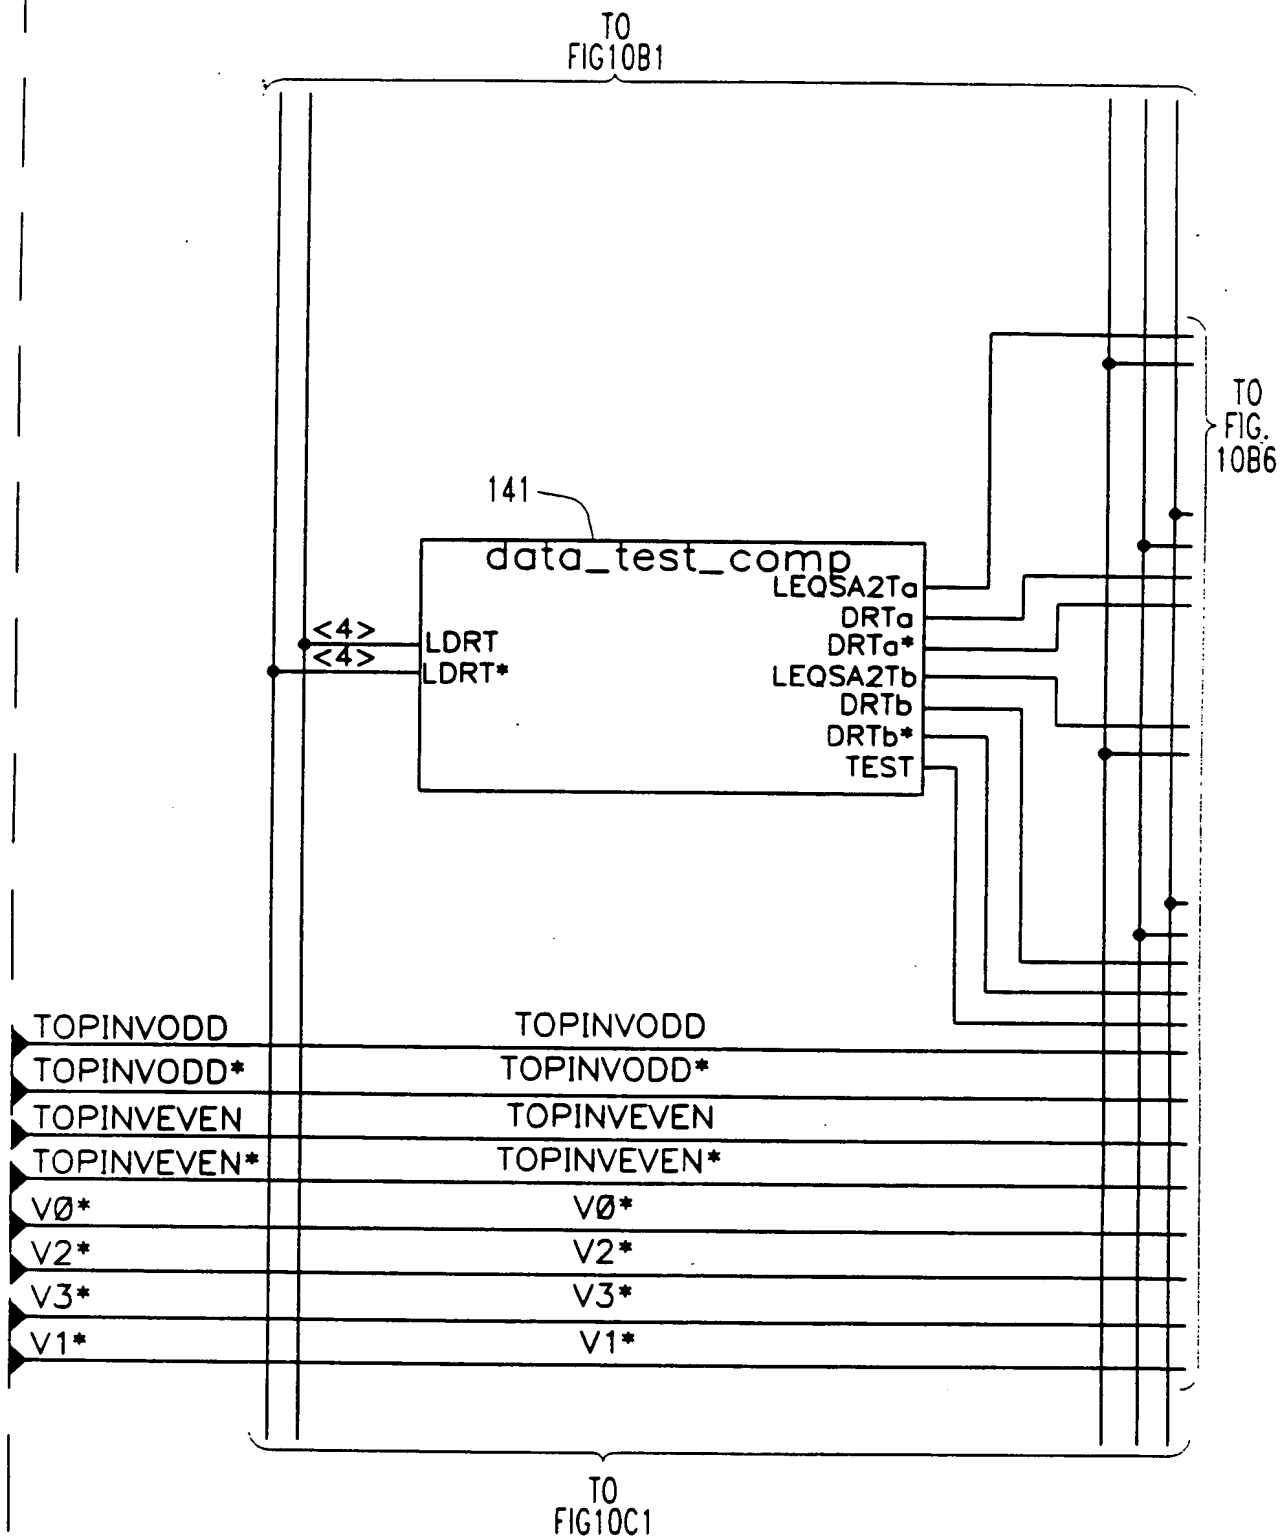 TO
FIG10B1
TO
FIG.
10B6
141
data_test_comp
LEQSA2Ta
DRTa
<4>
LDRT
DRTa*
<4>
LDRT*
LEQSA2Tb
DRTb
DRTb*
TEST
TOPINVODD TOPINVODD
TOPINVODD* TOPINVODD*
TOPINVEVEN TOPINVEVEN
TOPINVEVEN* TOPINVEVEN*
VØ* VØ*
V2* V2*
V3* V3*
V1* V1*
TO
FIG10C1